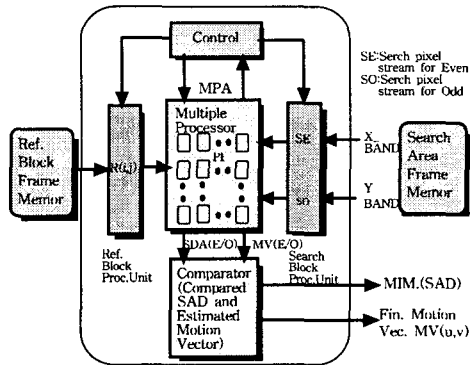 Control
SE:Serch pixel
stream for Even
SO:Serch pixel
stream for Odd
MPA
Multiple
Processor
PI
Ref.
Block
Frame
Memor
R(i,j)
SE
SO
X_
BAND
Y
BAND
Search
Area
Frame
Memor
SDA(E/O)
MV(E/O)
Ref.
Block
Proc.Unit
Search
Block
Proc.Unit
Comparator
(Compared
SAD and
Estimated
Motion
Vector)
MIM.(SAD)
Fin. Motion
Vec. MV(u,v)